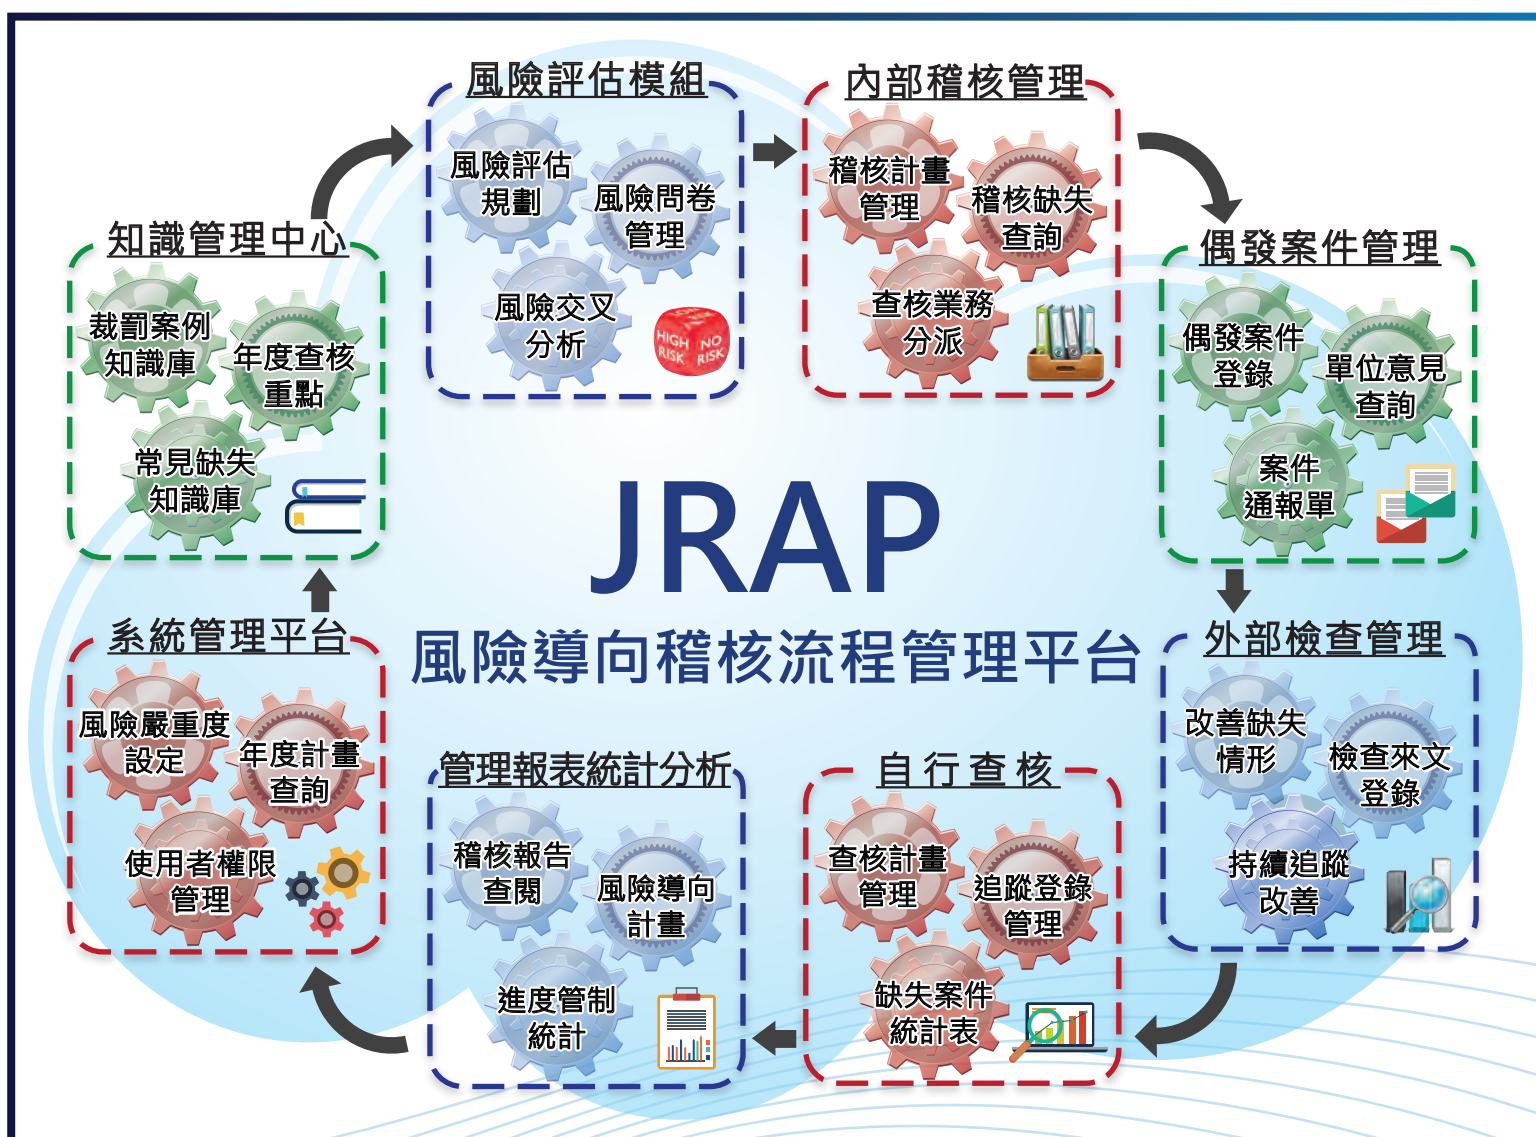 風險評估模組
風險評估
規劃
風險問卷
管理
風險交叉
分析
HIGH
RISK
NO
RISK
內部稽核管理
稽核計畫
管理
稽核缺失
查詢
查核業務
分派
偶發案件管理
偶發案件
登錄
單位意見
查詢
案件
通報單
外部檢查管理
改善缺失
情形
檢查來文
登錄
持續追蹤
改善
自行查核
查核計畫
管理
追蹤登錄
管理
缺失案件
統計表
管理報表統計分析
稽核報告
查閱
風險導向
計畫
進度管制
統計
系統管理平台
風險嚴重度
設定
年度計畫
查詢
使用者權限
管理
知識管理中心
裁罰案例
知識庫
年度查核
重點
常見缺失
知識庫
JRAP
風險導向稽核流程管理平台